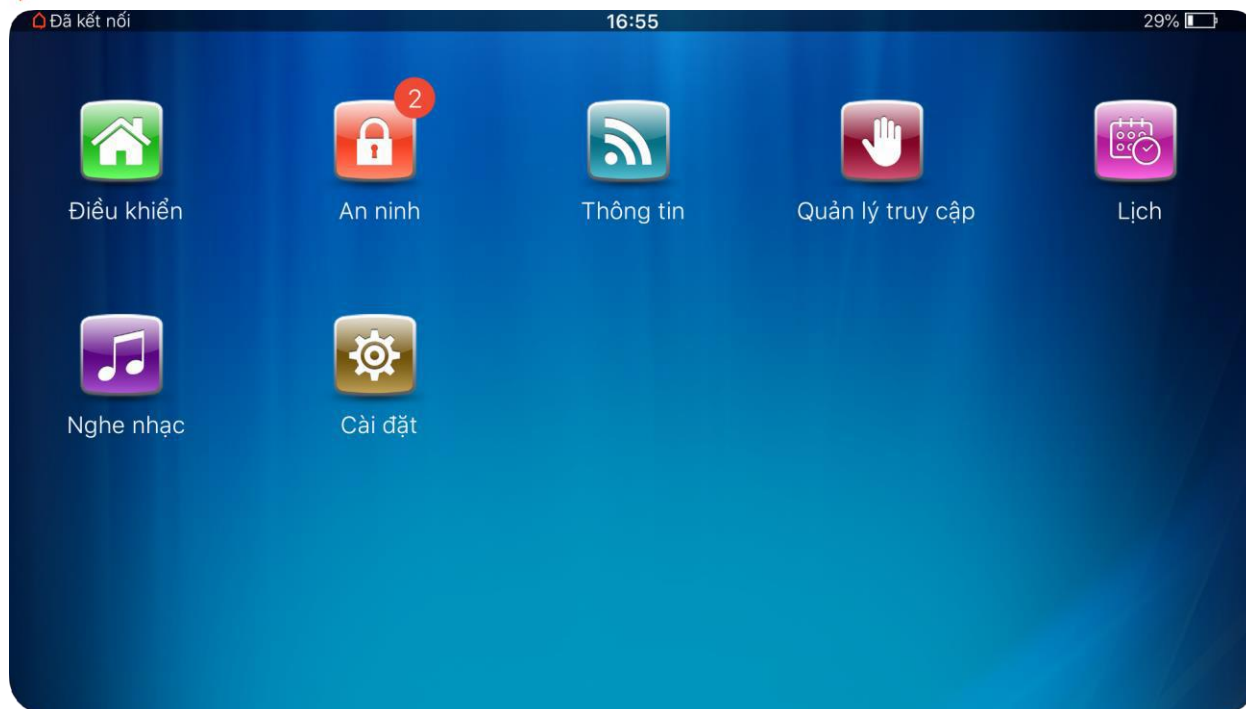 Đã kết nối 16:55 29%
2
Điều khiển An ninh Thông tin Quản lý truy cập Lịch
Nghe nhạc Cài đặt